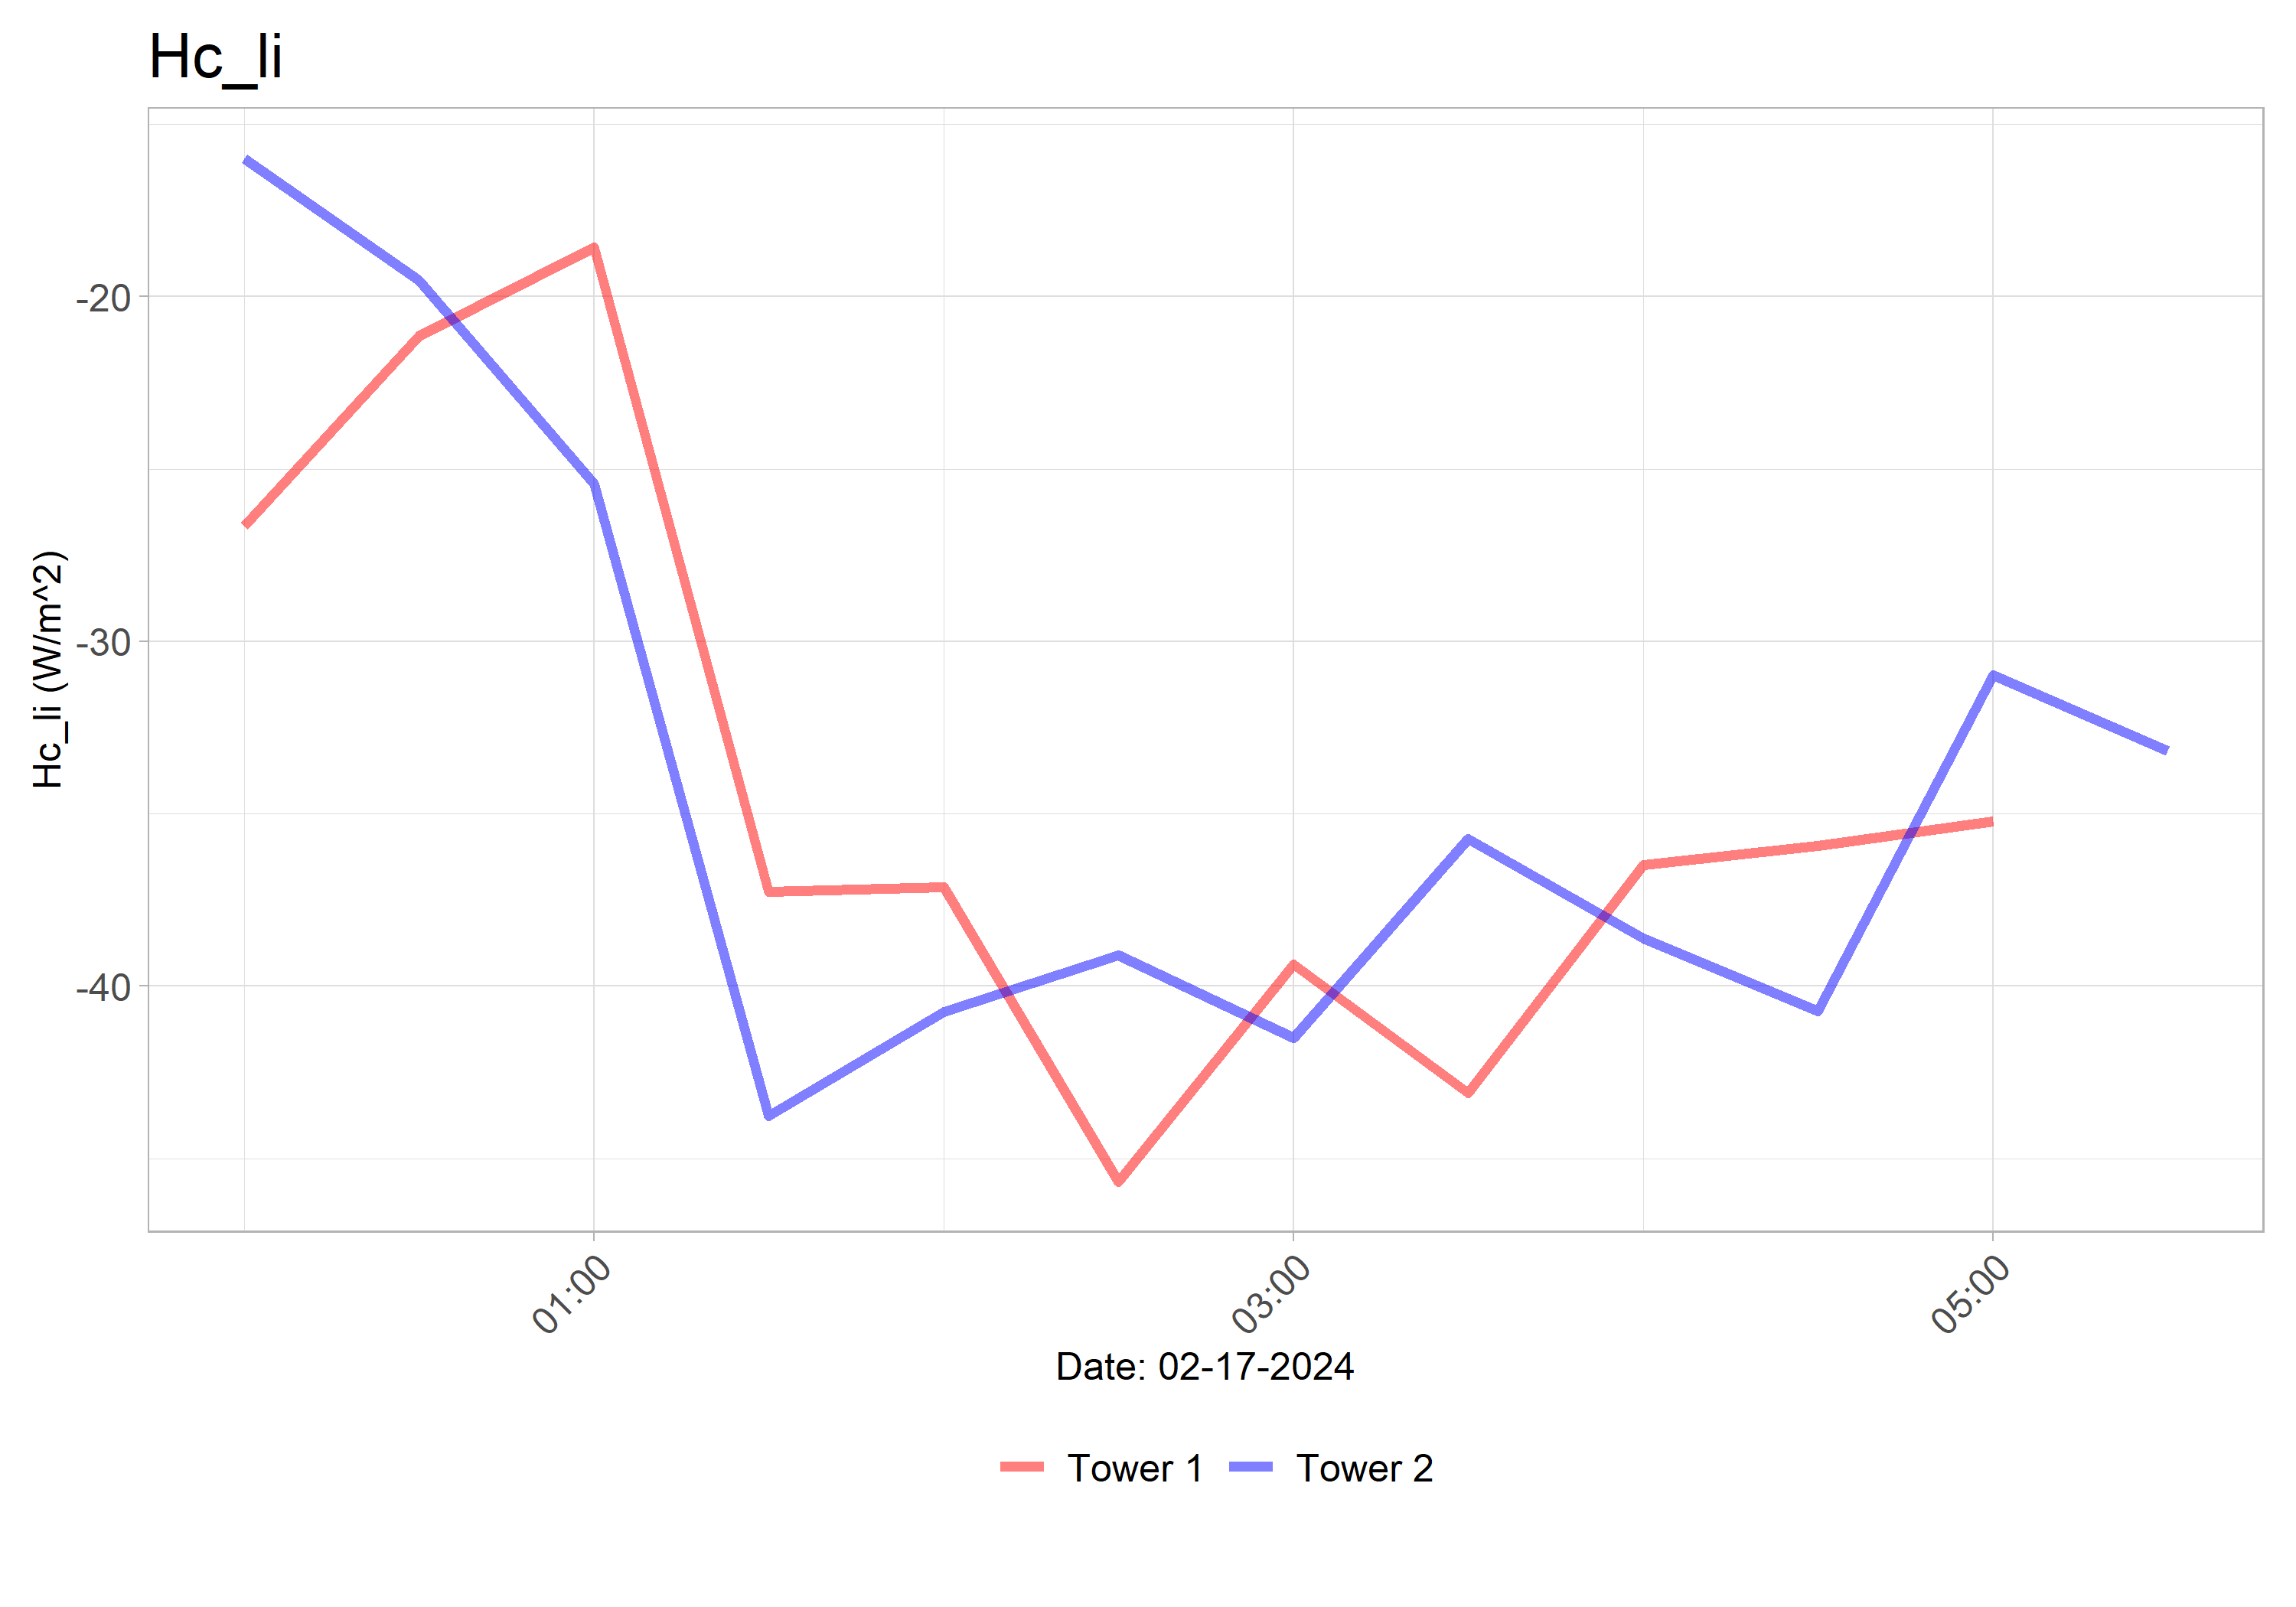 Hc_li
Hc_li (W/m^2)
-20
-30
-40
01:00 03:00 05:00
Date: 02-17-2024
Tower 1 Tower 2